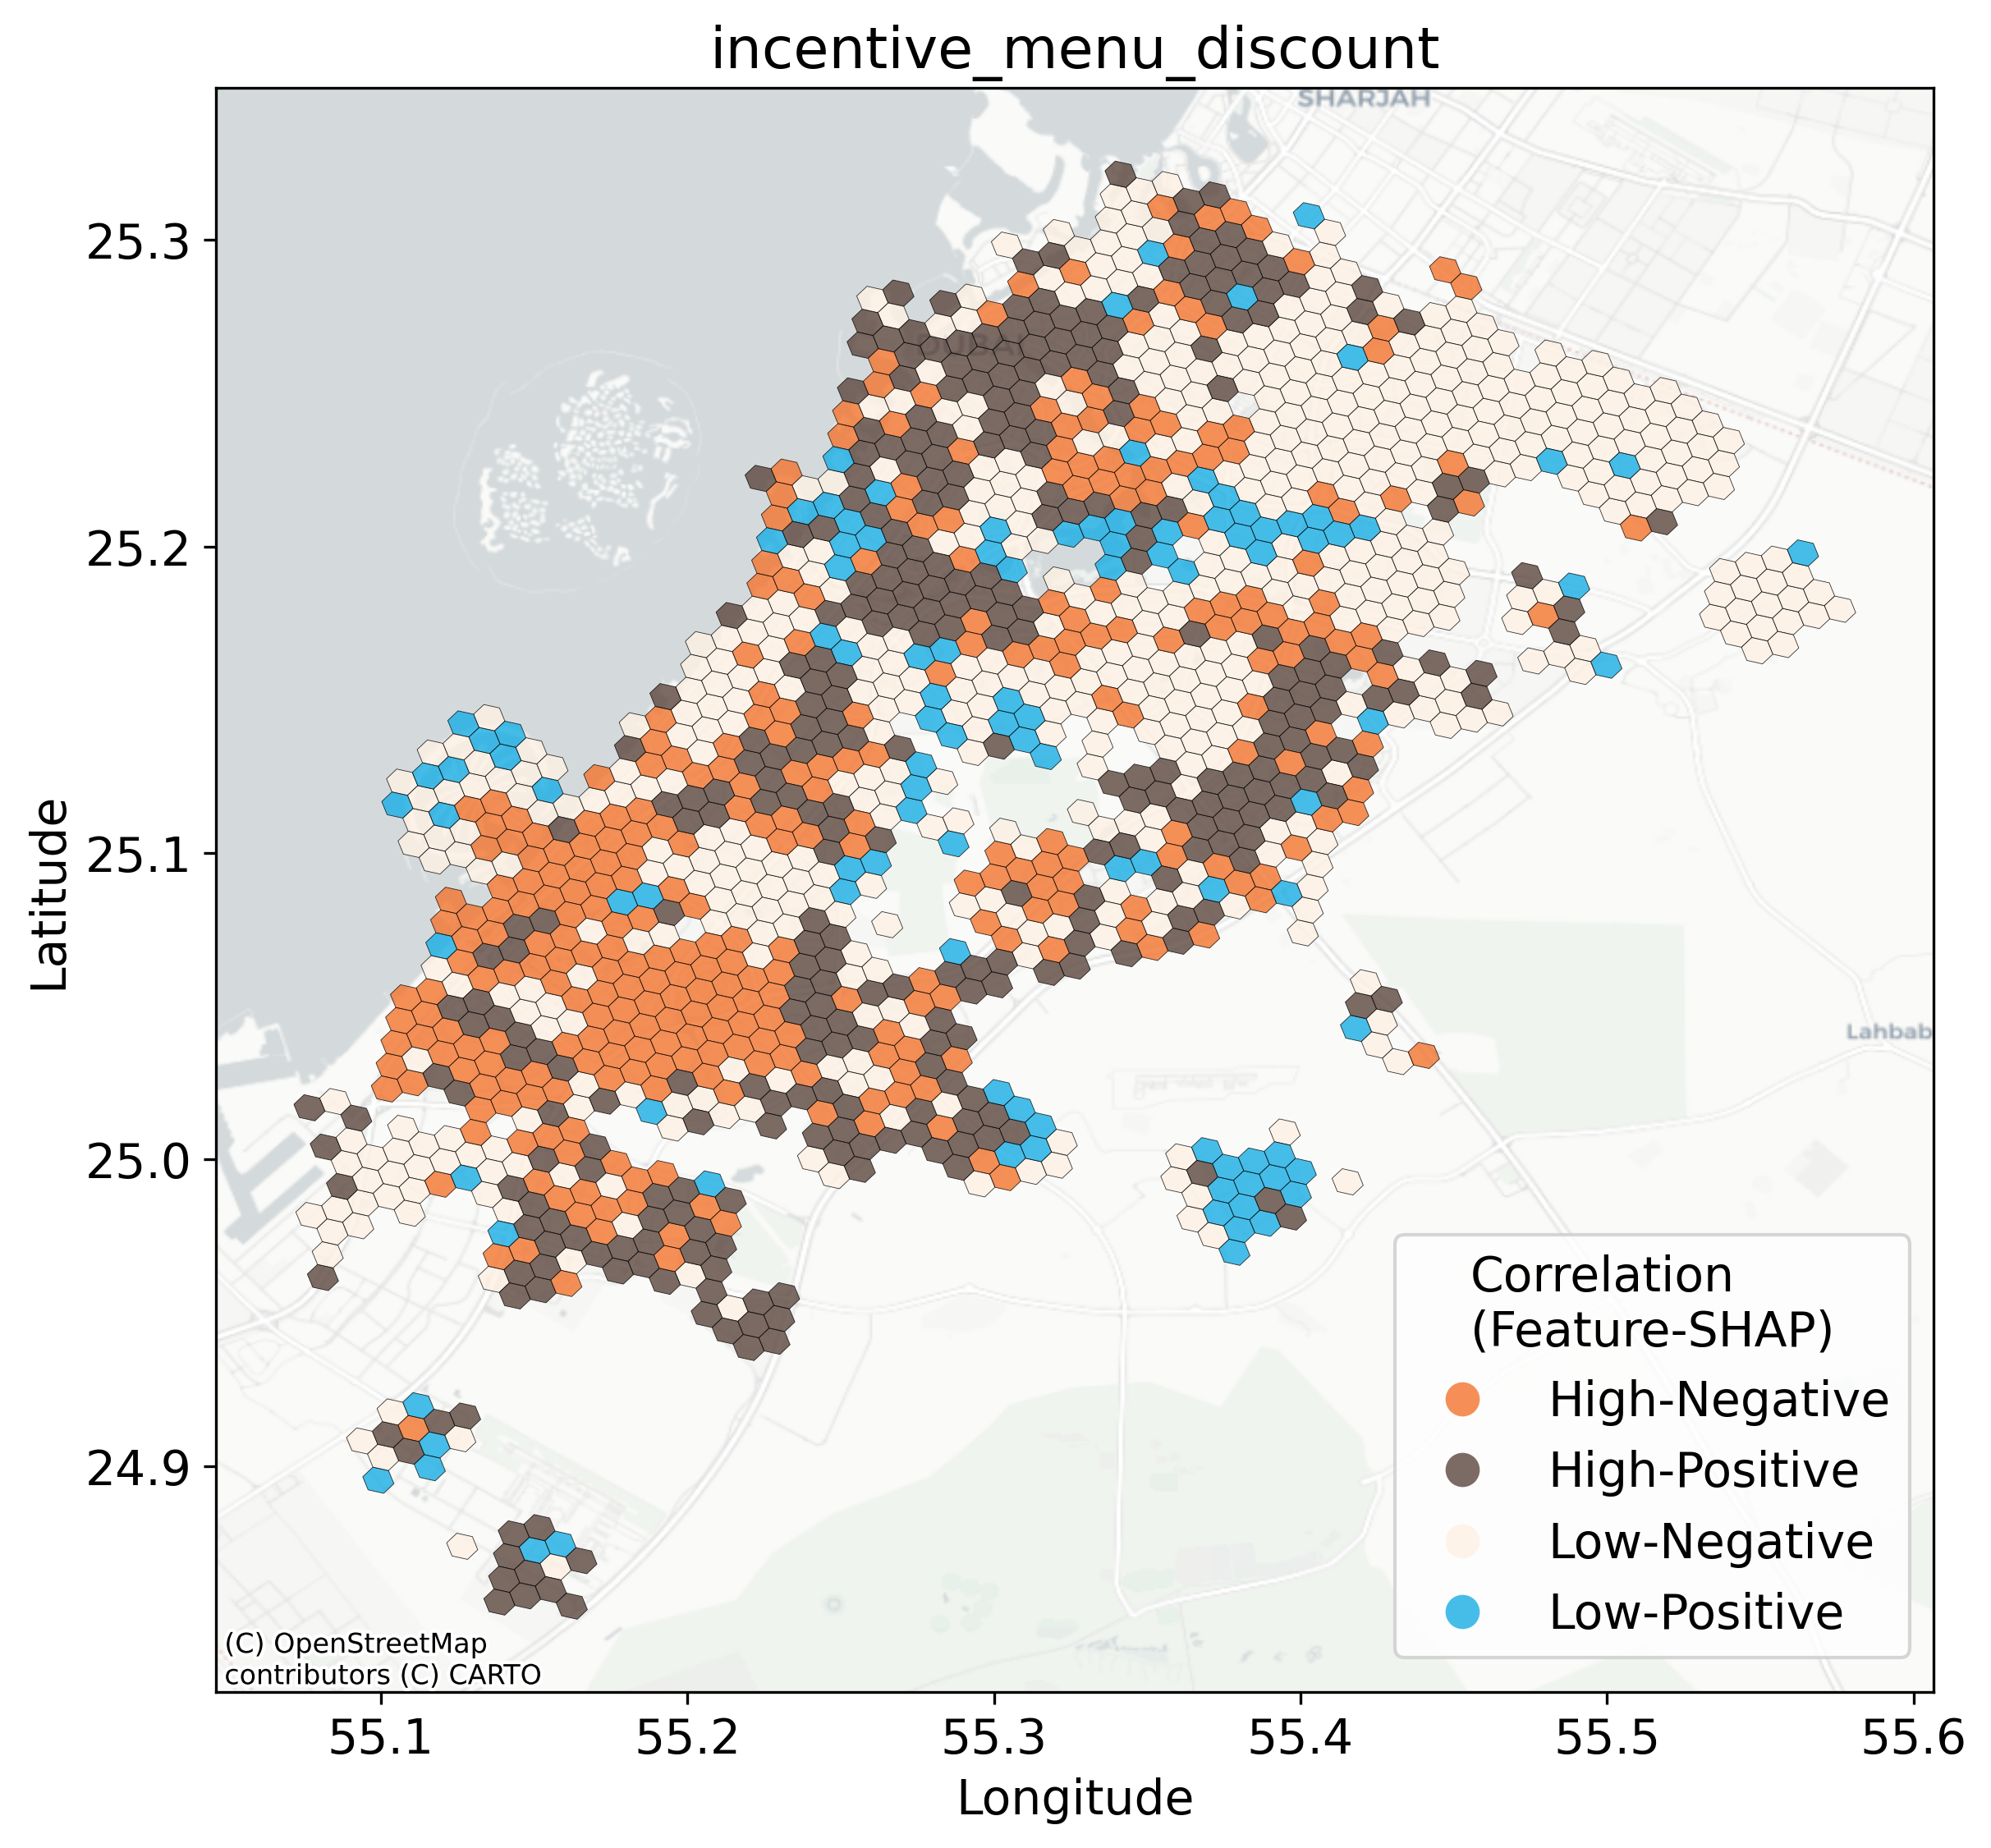 incentive_menu_discount
SHARJAH
DUBAI
Lahbab
25.3
25.2
25.1
25.0
24.9
Latitude
55.1
55.2
55.3
55.4
55.5
55.6
Longitude
Correlation
(Feature-SHAP)
High-Negative
High-Positive
Low-Negative
Low-Positive
(C) OpenStreetMap
contributors (C) CARTO